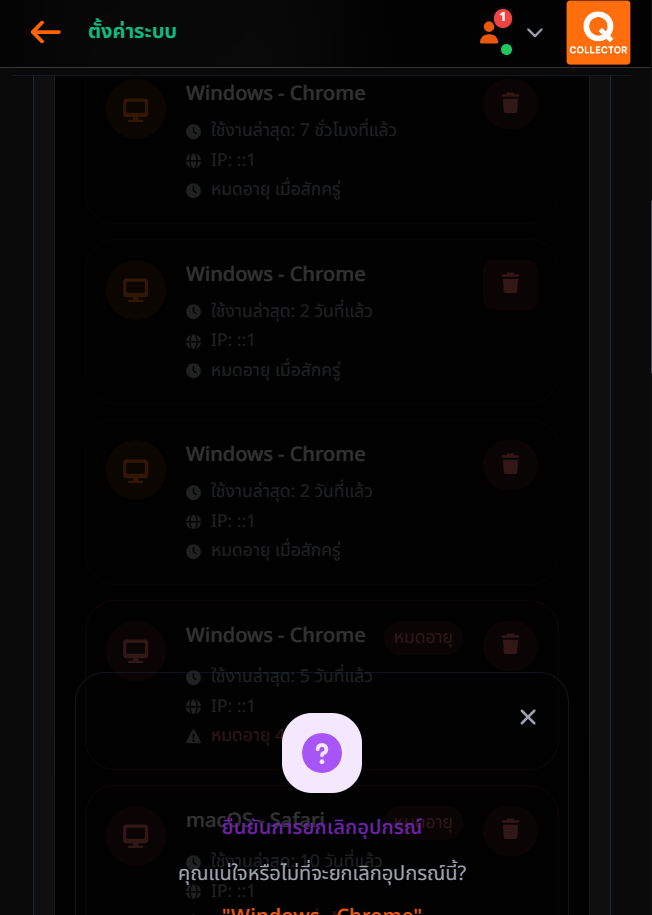 ตั้งค่าระบบ
1
Q
COLLECTOR
Windows - Chrome
ใช้งานล่าสุด: 7 ชั่วโมงที่แล้ว
IP: ::1
หมดอายุ เมื่อสักครู่
Windows - Chrome
ใช้งานล่าสุด: 2 วันที่แล้ว
IP: ::1
หมดอายุ เมื่อสักครู่
Windows - Chrome
ใช้งานล่าสุด: 2 วันที่แล้ว
IP: ::1
หมดอายุ เมื่อสักครู่
Windows - Chrome หมดอายุ
ใช้งานล่าสุด: 5 วันที่แล้ว
IP: ::1
หมดอายุ
?
macOS - Safari หมดอายุ
ยืนยันการยกเลิกอุปกรณ์
ใช้งานล่าสุด: 10 วันที่แล้ว
คุณแน่ใจหรือไม่ที่จะยกเลิกอุปกรณ์นี้?
IP: ::1
"Windows - Chrome"